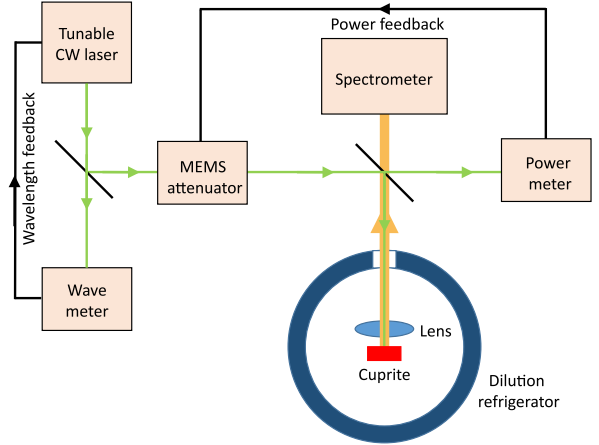 Tunable
CW laser
Power feedback
Spectrometer
Wavelength feedback
MEMS
attenuator
Power
meter
Wave
meter
Lens
Cuprite
Dilution
refrigerator